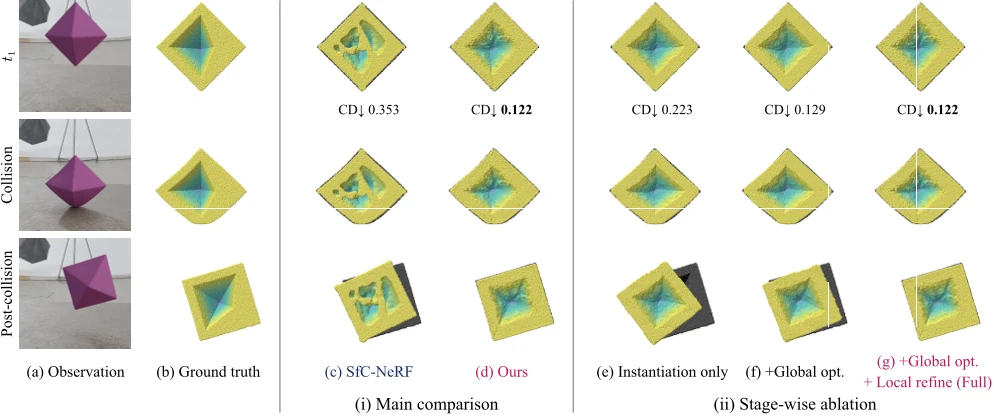 t1
CD↓ 0.353
CD↓ 0.122
CD↓ 0.223
CD↓ 0.129
CD↓ 0.122
Collision
Post-collision
(a) Observation
(b) Ground truth
(c) SfC-NeRF
(d) Ours
(e) Instantiation only
(f) +Global opt.
(g) +Global opt.
+ Local refine (Full)
(i) Main comparison
(ii) Stage-wise ablation